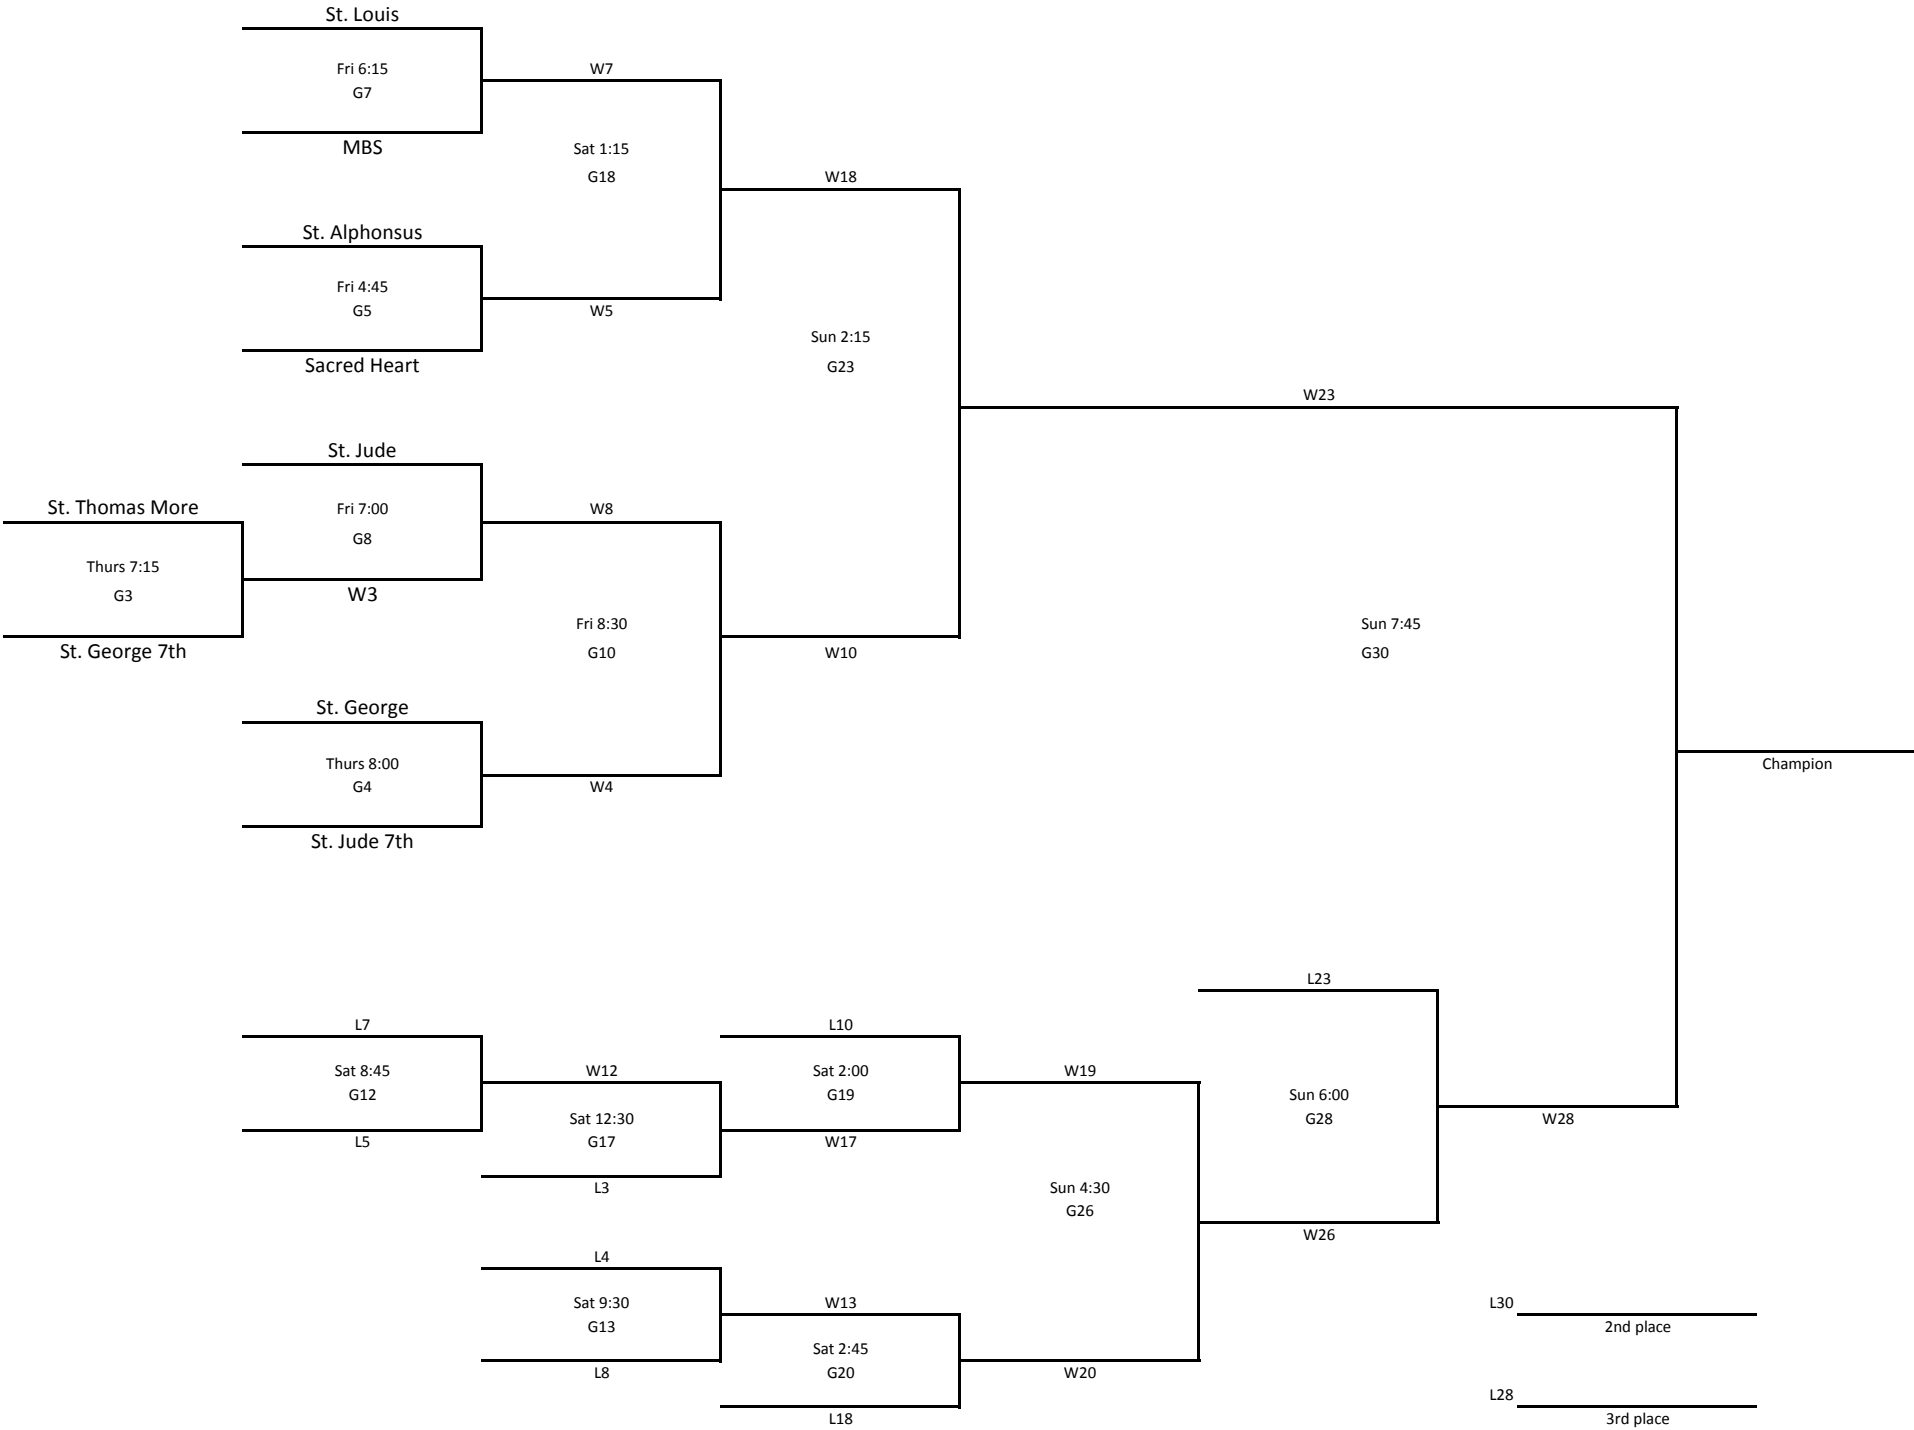 St. Louis
Fri 6:15
G7
W7
MBS
Sat 1:15
G18
W18
St. Alphonsus
Fri 4:45
G5
W5
Sacred Heart
Sun 2:15
G23
W23
St. Jude
St. Thomas More
Fri 7:00
G8
W8
Thurs 7:15
G3
W3
St. George 7th
Fri 8:30
G10
W10
Sun 7:45
G30
St. George
Thurs 8:00
G4
W4
St. Jude 7th
Champion
L23
L7
Sat 8:45
G12
L5
W12
Sat 12:30
G17
L3
L10
Sat 2:00
G19
W17
W19
Sun 6:00
G28
W28
Sun 4:30
G26
W26
L4
Sat 9:30
G13
L8
W13
Sat 2:45
G20
L18
W20
L30
2nd place
L28
3rd place